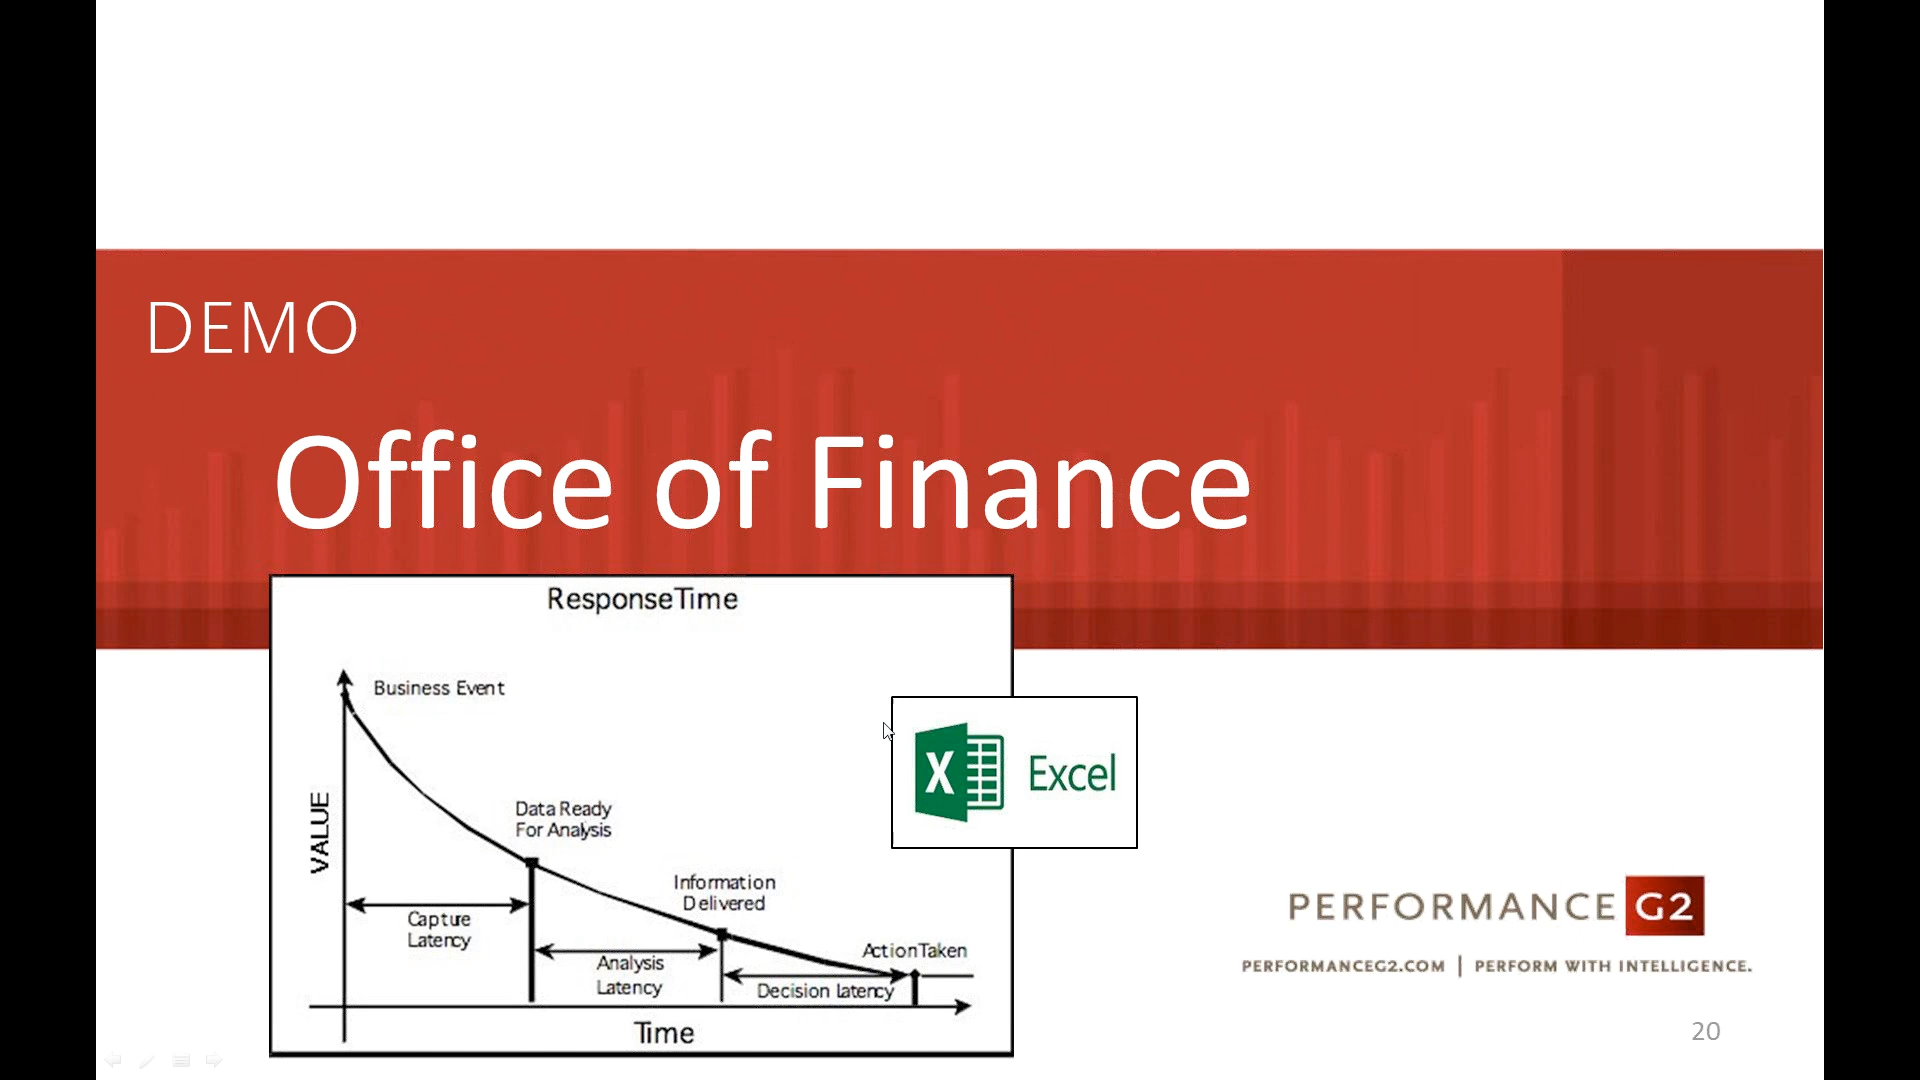 DEMO
Office of Finance
ResponseTime
Business Event
VALUE
Data Ready
For Analysis
Information
Delivered
Capture
Latency
ActionTaken
Analysis
Latency
Decision latency
Time
X
Excel
PERFORMANCE G2
PERFORMANCEG2.COM | PERFORM WITH INTELLIGENCE.
20